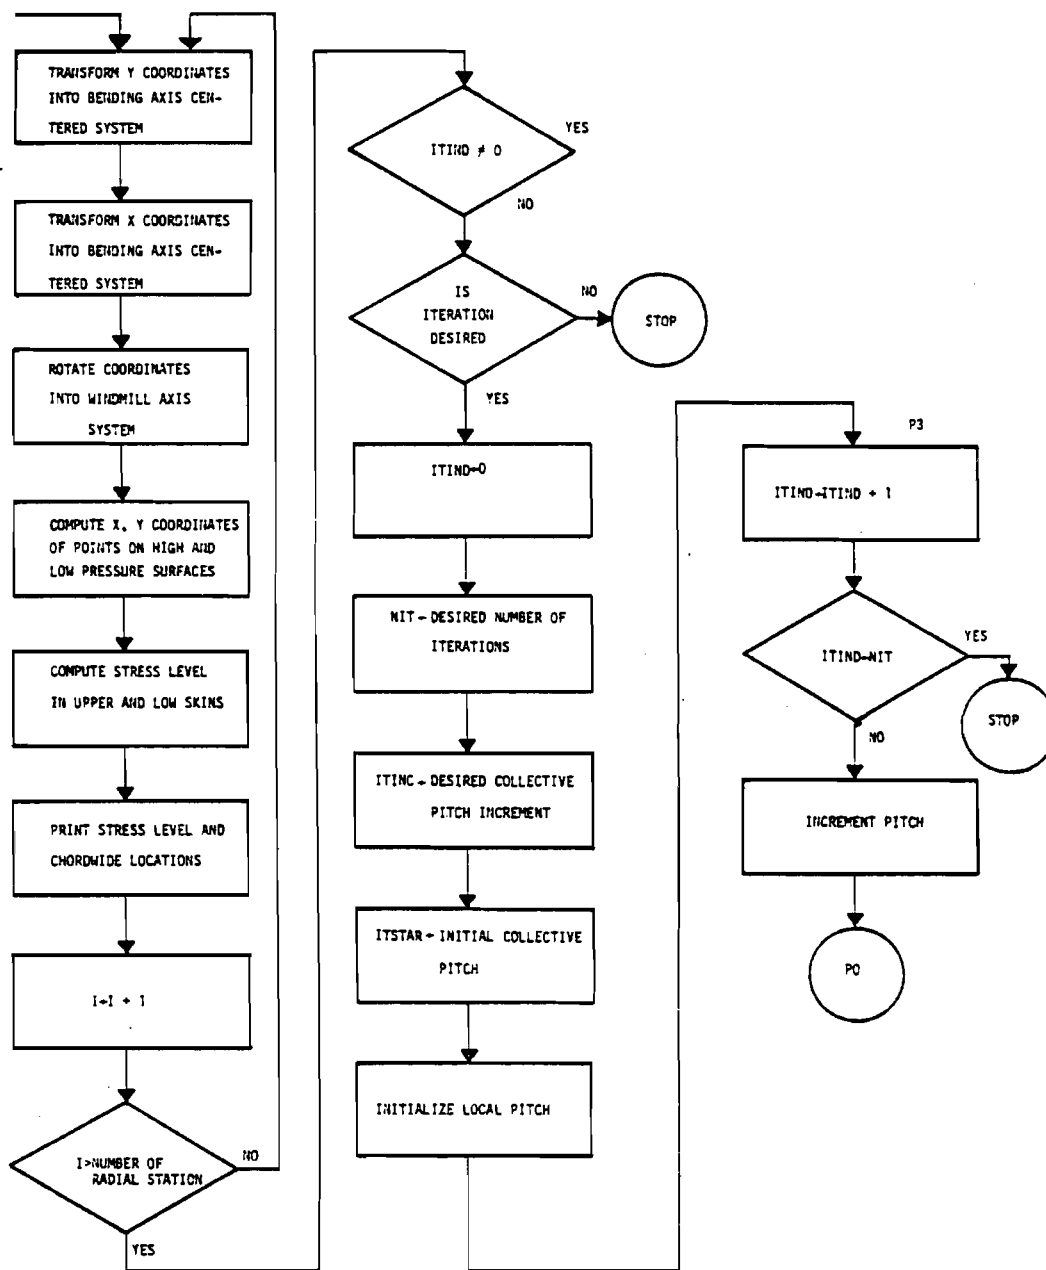 TRANSFORM Y COORDINATES
INTO BENDING AXIS CEN-
TERED SYSTEM
TRANSFORM X COORDINATES
INTO BENDING AXIS CEN-
TERED SYSTEM
ROTATE COORDINATES
INTO WINDMILL AXIS
SYSTEM
COMPUTE X, Y COORDINATES
OF POINTS ON HIGH AND
LOW PRESSURE SURFACES
COMPUTE STRESS LEVEL
IN UPPER AND LOW SKINS
PRINT STRESS LEVEL AND
CHORDWIDE LOCATIONS
I←I + 1
I>NUMBER OF
RADIAL STATION
NO
YES
ITIND ≠ 0
YES
NO
IS
ITERATION
DESIRED
NO
STOP
YES
ITIND←0
NIT←DESIRED NUMBER OF
ITERATIONS
ITINC←DESIRED COLLECTIVE
PITCH INCREMENT
ITSTAR←INITIAL COLLECTIVE
PITCH
INITIALIZE LOCAL PITCH
P3
ITIND←ITIND + 1
ITIND=NIT
YES
STOP
NO
INCREMENT PITCH
PO